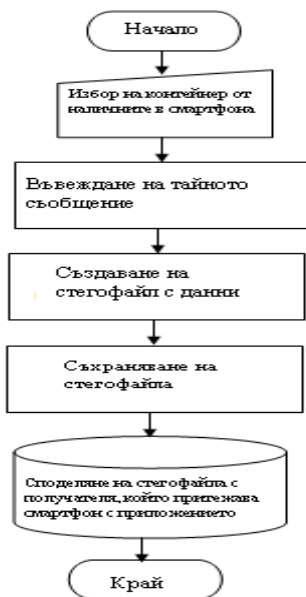 Начало
Избор на контейнер от
наличните в смартфона
Въвеждане на тайното
съобщение
Създаване на
стегофайл с данни
Съхраняване на
стегофайла
Споделяне на стегофайла с
получателя, който притежава
смартфон с приложението
Край